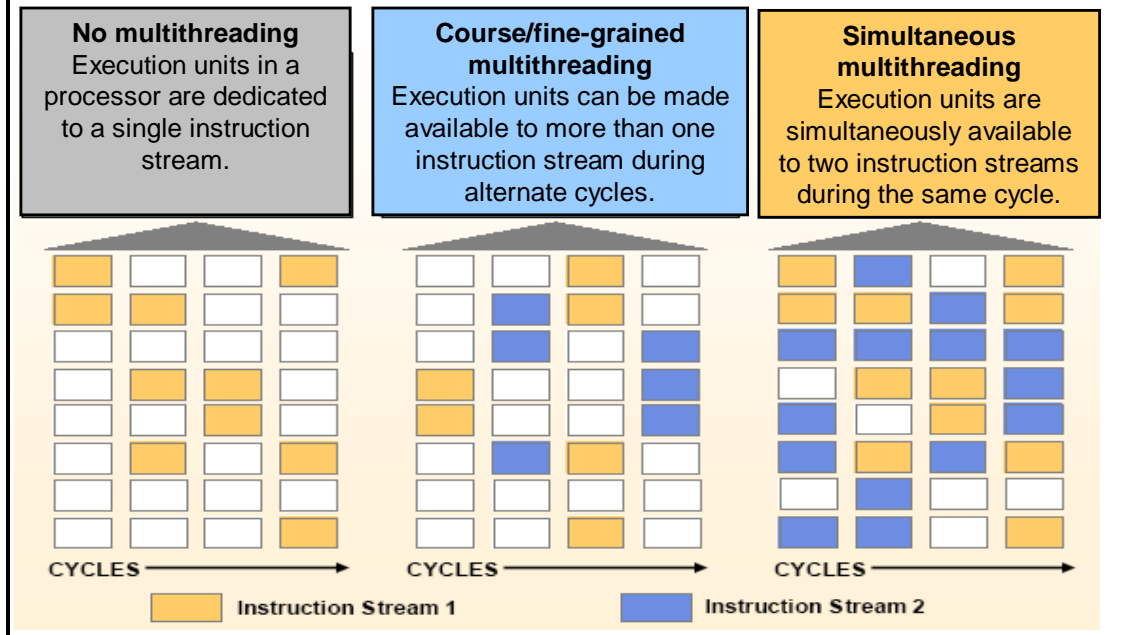 No multithreading
Execution units in a
processor are dedicated
to a single instruction
stream.
Course/fine-grained
multithreading
Execution units can be made
available to more than one
instruction stream during
alternate cycles.
Simultaneous
multithreading
Execution units are
simultaneously available
to two instruction streams
during the same cycle.
CYCLES
CYCLES
CYCLES
Instruction Stream 1
Instruction Stream 2